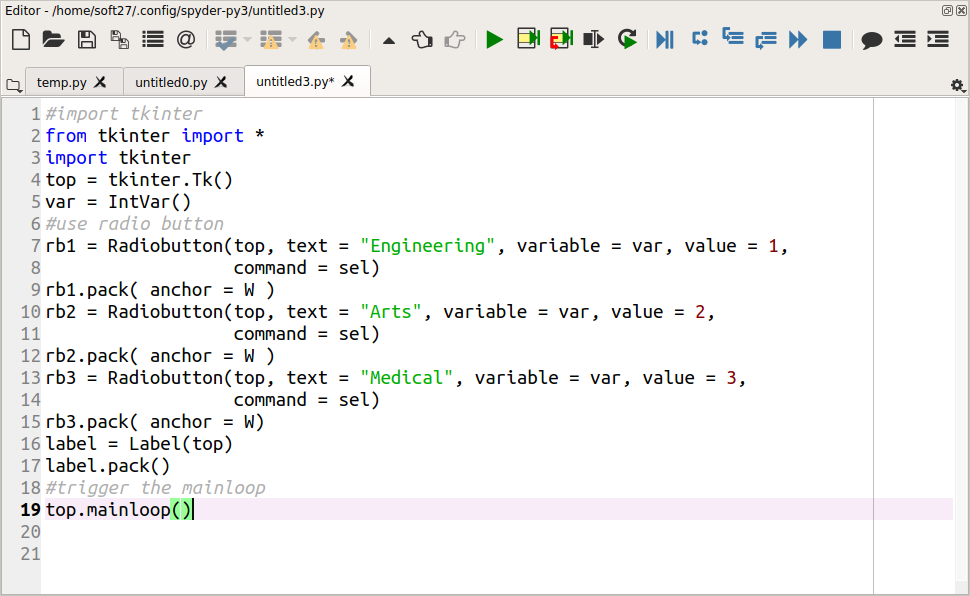 Editor - /home/soft27/.config/spyder-py3/untitled3.py
temp.py untitled0.py untitled3.py*
1 #import tkinter
2 from tkinter import *
3 import tkinter
4 top = tkinter.Tk()
5 var = IntVar()
6 #use radio button
7 rb1 = Radiobutton(top, text = "Engineering", variable = var, value = 1,
8                   command = sel)
9 rb1.pack( anchor = W )
10 rb2 = Radiobutton(top, text = "Arts", variable = var, value = 2,
11                   command = sel)
12 rb2.pack( anchor = W )
13 rb3 = Radiobutton(top, text = "Medical", variable = var, value = 3,
14                   command = sel)
15 rb3.pack( anchor = W)
16 label = Label(top)
17 label.pack()
18 #trigger the mainloop
19 top.mainloop()
20
21